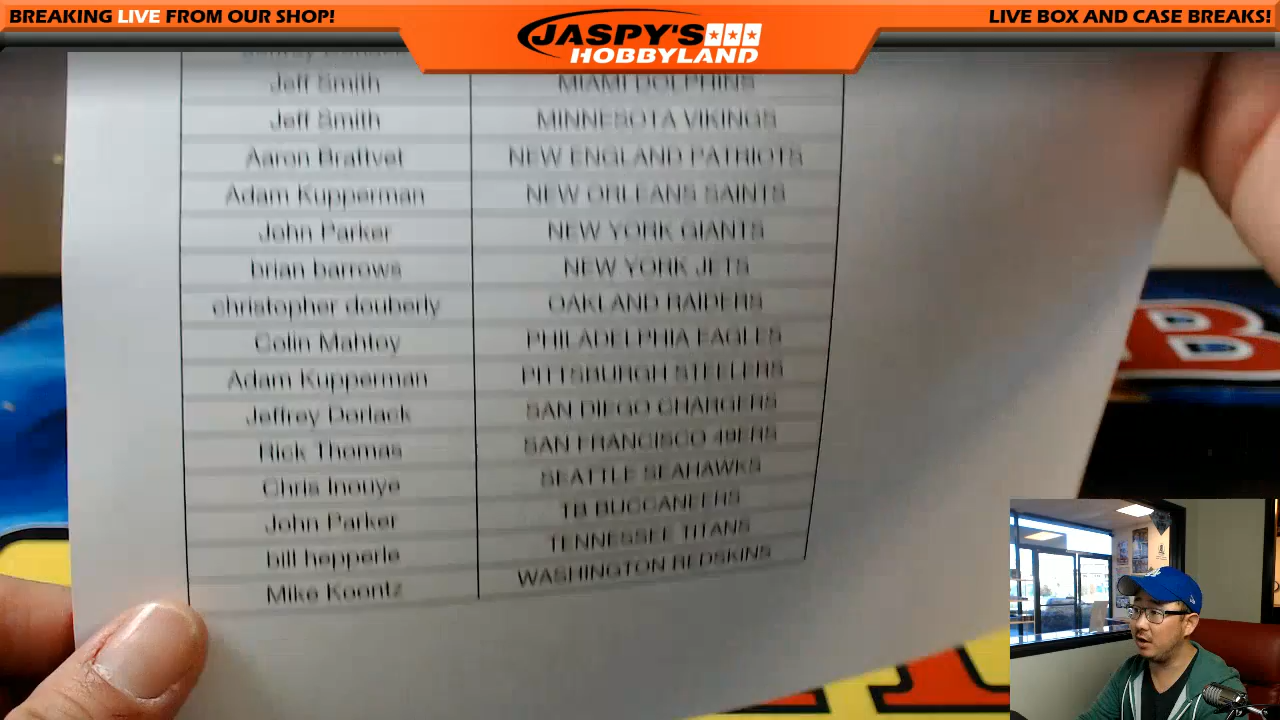 BREAKING LIVE FROM OUR SHOP!
JASPY'S
HOBBYLAND
LIVE BOX AND CASE BREAKS!
Jeff Smith MIAMI DOLPHINS
Jeff Smith MINNESOTA VIKINGS
Aaron Brattvet NEW ENGLAND PATRIOTS
Adam Kupperman NEW ORLEANS SAINTS
John Parker NEW YORK GIANTS
brian barrows NEW YORK JETS
christopher douberly OAKLAND RAIDERS
Colin Mahtoy PHILADELPHIA EAGLES
Adam Kupperman PITTSBURGH STEELERS
Jeffrey Dorlack SAN DIEGO CHARGERS
Rick Thomas SAN FRANCISCO 49ERS
Chris Inouye SEATTLE SEAHAWKS
John Parker TB BUCCANEERS
bill hepperle TENNESSEE TITANS
Mike Koontz WASHINGTON REDSKINS